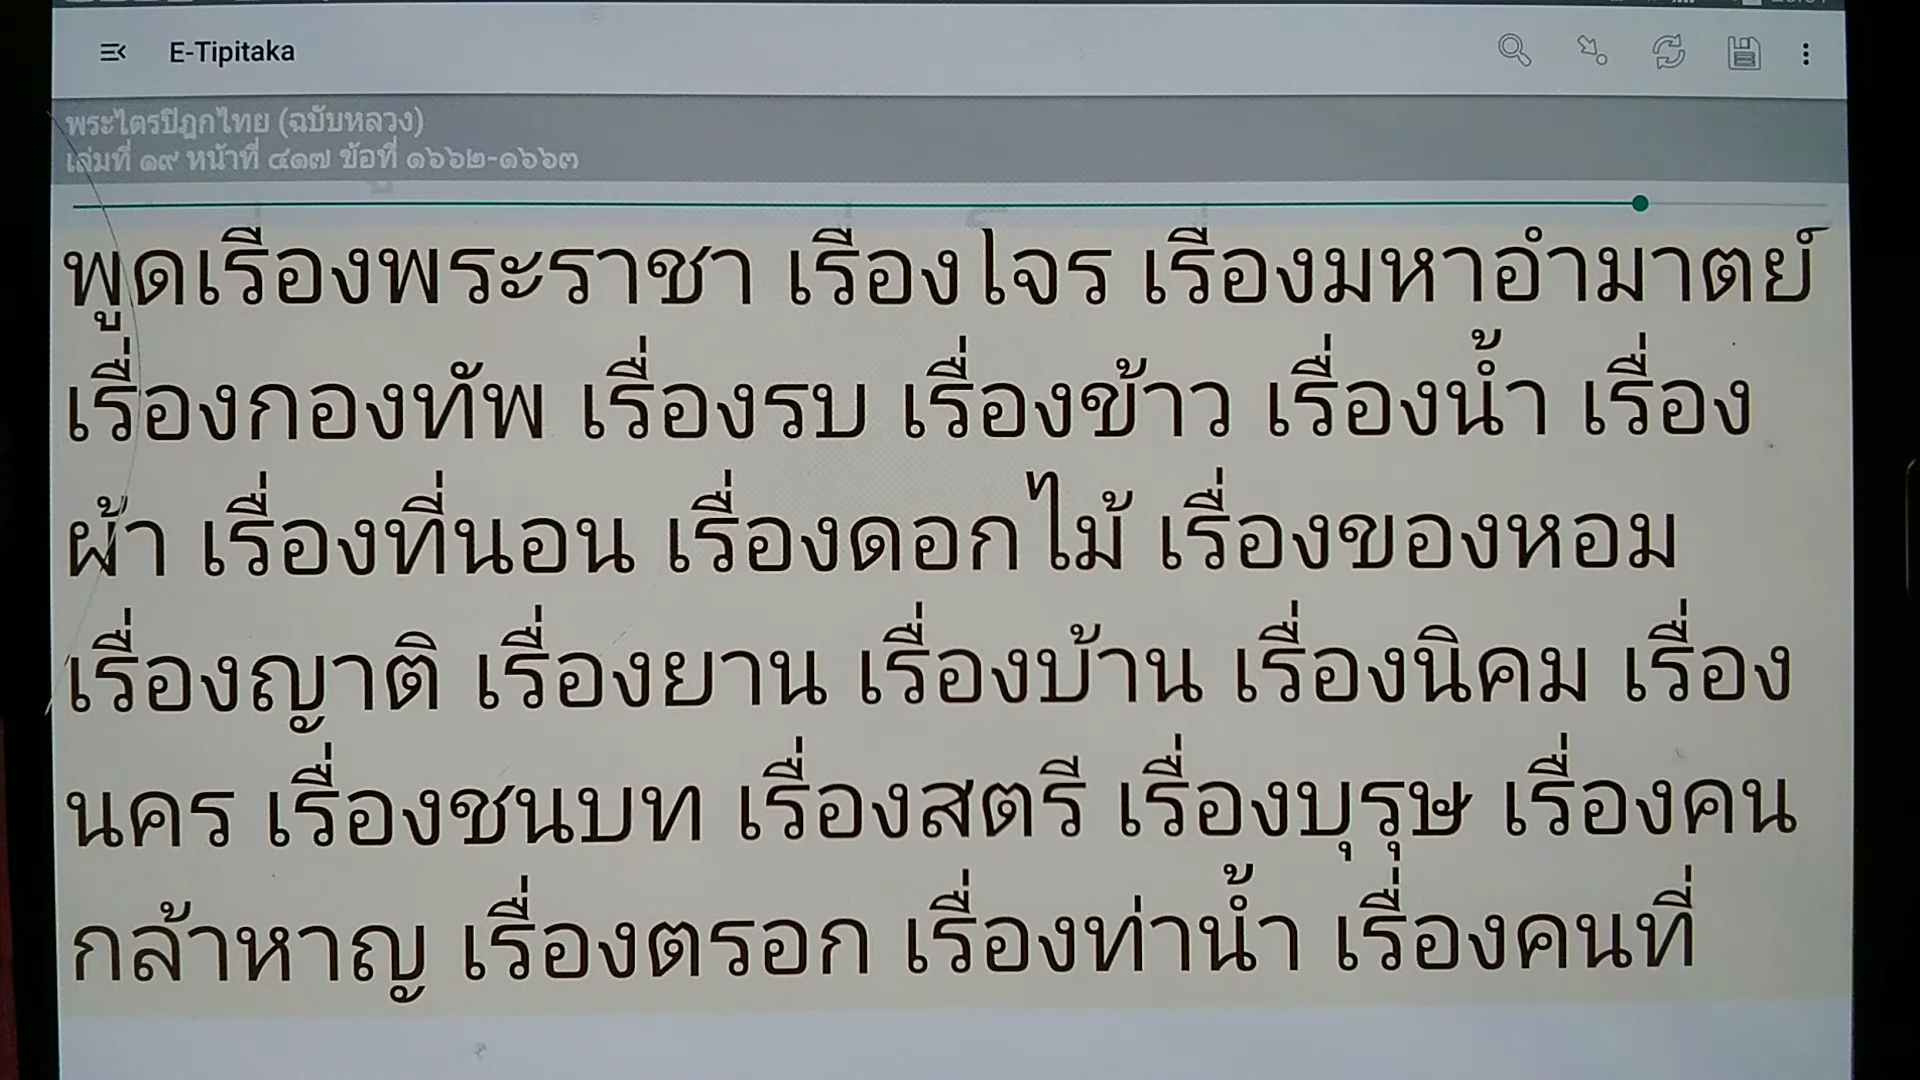 E-Tipitaka
พระไตรปิฎกไทย (ฉบับหลวง)
เล่มที่ ๑๙ หน้าที่ ๔๑๗ ข้อที่ ๑๖๖๒-๑๖๖๓
พูดเรื่องพระราชา เรื่องโจร เรื่องมหาอำมาตย์
เรื่องกองทัพ เรื่องรบ เรื่องข้าว เรื่องน้ำ เรื่อง
ผ้า เรื่องที่นอน เรื่องดอกไม้ เรื่องของหอม
เรื่องญาติ เรื่องยาน เรื่องบ้าน เรื่องนิคม เรื่อง
นคร เรื่องชนบท เรื่องสตรี เรื่องบุรุษ เรื่องคน
กล้าหาญ เรื่องตรอก เรื่องท่าน้ำ เรื่องคนที่